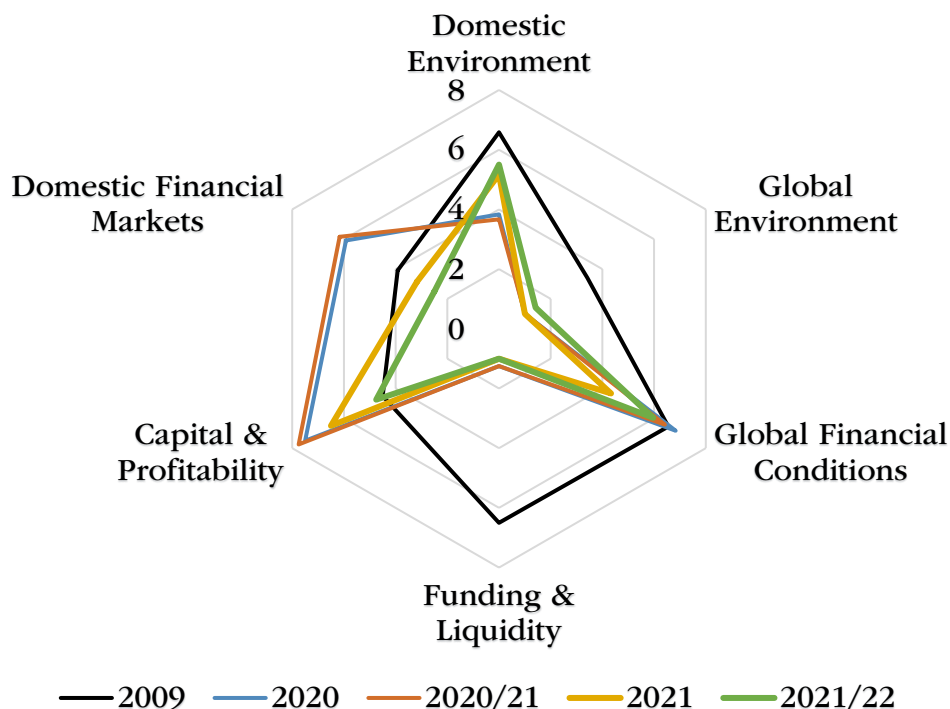 Domestic
Environment
8
6
4
2
0
Domestic Financial
Markets
Global
Environment
Capital &
Profitability
Global Financial
Conditions
Funding &
Liquidity
2009 2020 2020/21 2021 2021/22